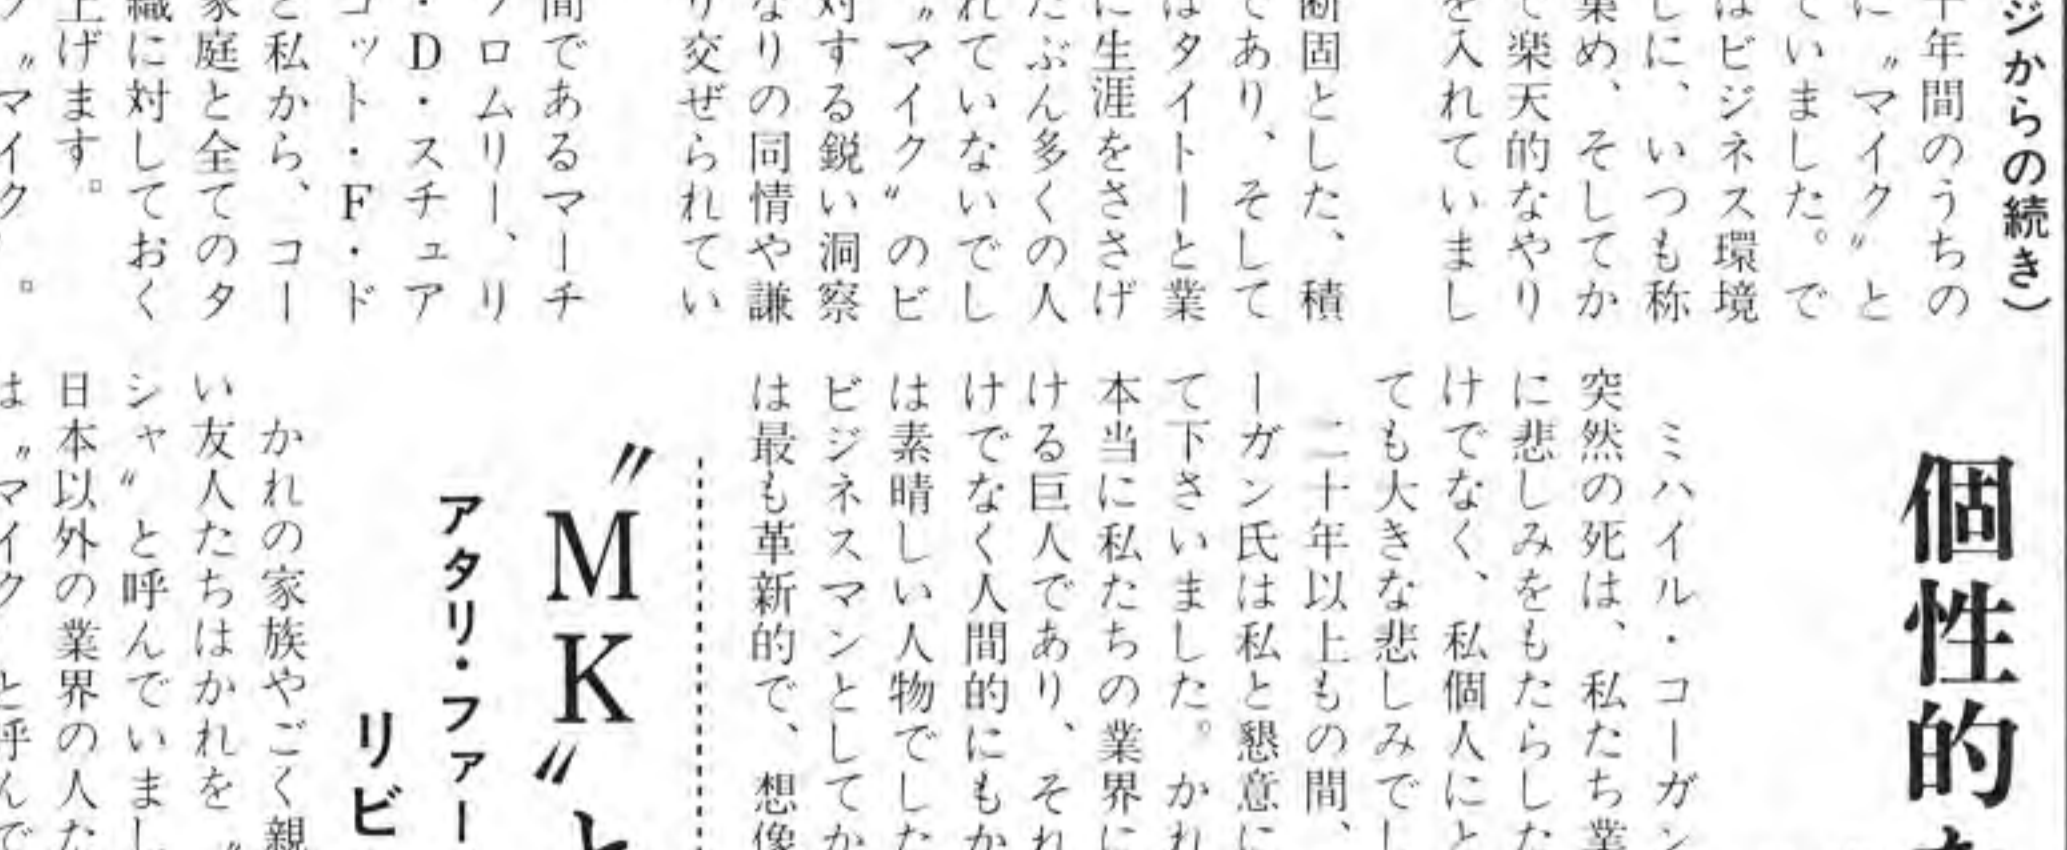 ジからの続き）
十年間のうちの
に〝マイク〟と
ていました。で
はビジネス環境
しに、いつも称
集め、そしてか
て楽天的なやり
を入れていまし
断固とした、積
であり、そして
はタイトーと業
に生涯をささげ
たぶん多くの人
れていないでし
〝マイク〟のビ
対する鋭い洞察
なりの同情や謙
り交ぜられてい
間であるマーチ
フロムリー、リ
・D・スチュア
コット・F・ド
と私から、コー
家庭と全てのタ
織に対しておく
上げます。
〝マイク〟。
個性的
ミハイル・コーガン
突然の死は、私たち業
に悲しみをもたらした
けでなく、私個人にと
ても大きな悲しみでし
二十年以上もの間、
ーガン氏は私と懇意に
て下さいました。かれ
本当に私たちの業界に
ける巨人であり、それ
けでなく人間的にもか
は素晴しい人物でした
ビジネスマンとしてか
は最も革新的で、想像
〝MK〟と
アタリ・ファー
リビ
かれの家族やごく親
い友人たちはかれを〝
シャ〟と呼んでいまし
日本以外の業界の人た
は〝マイク〟と呼んで